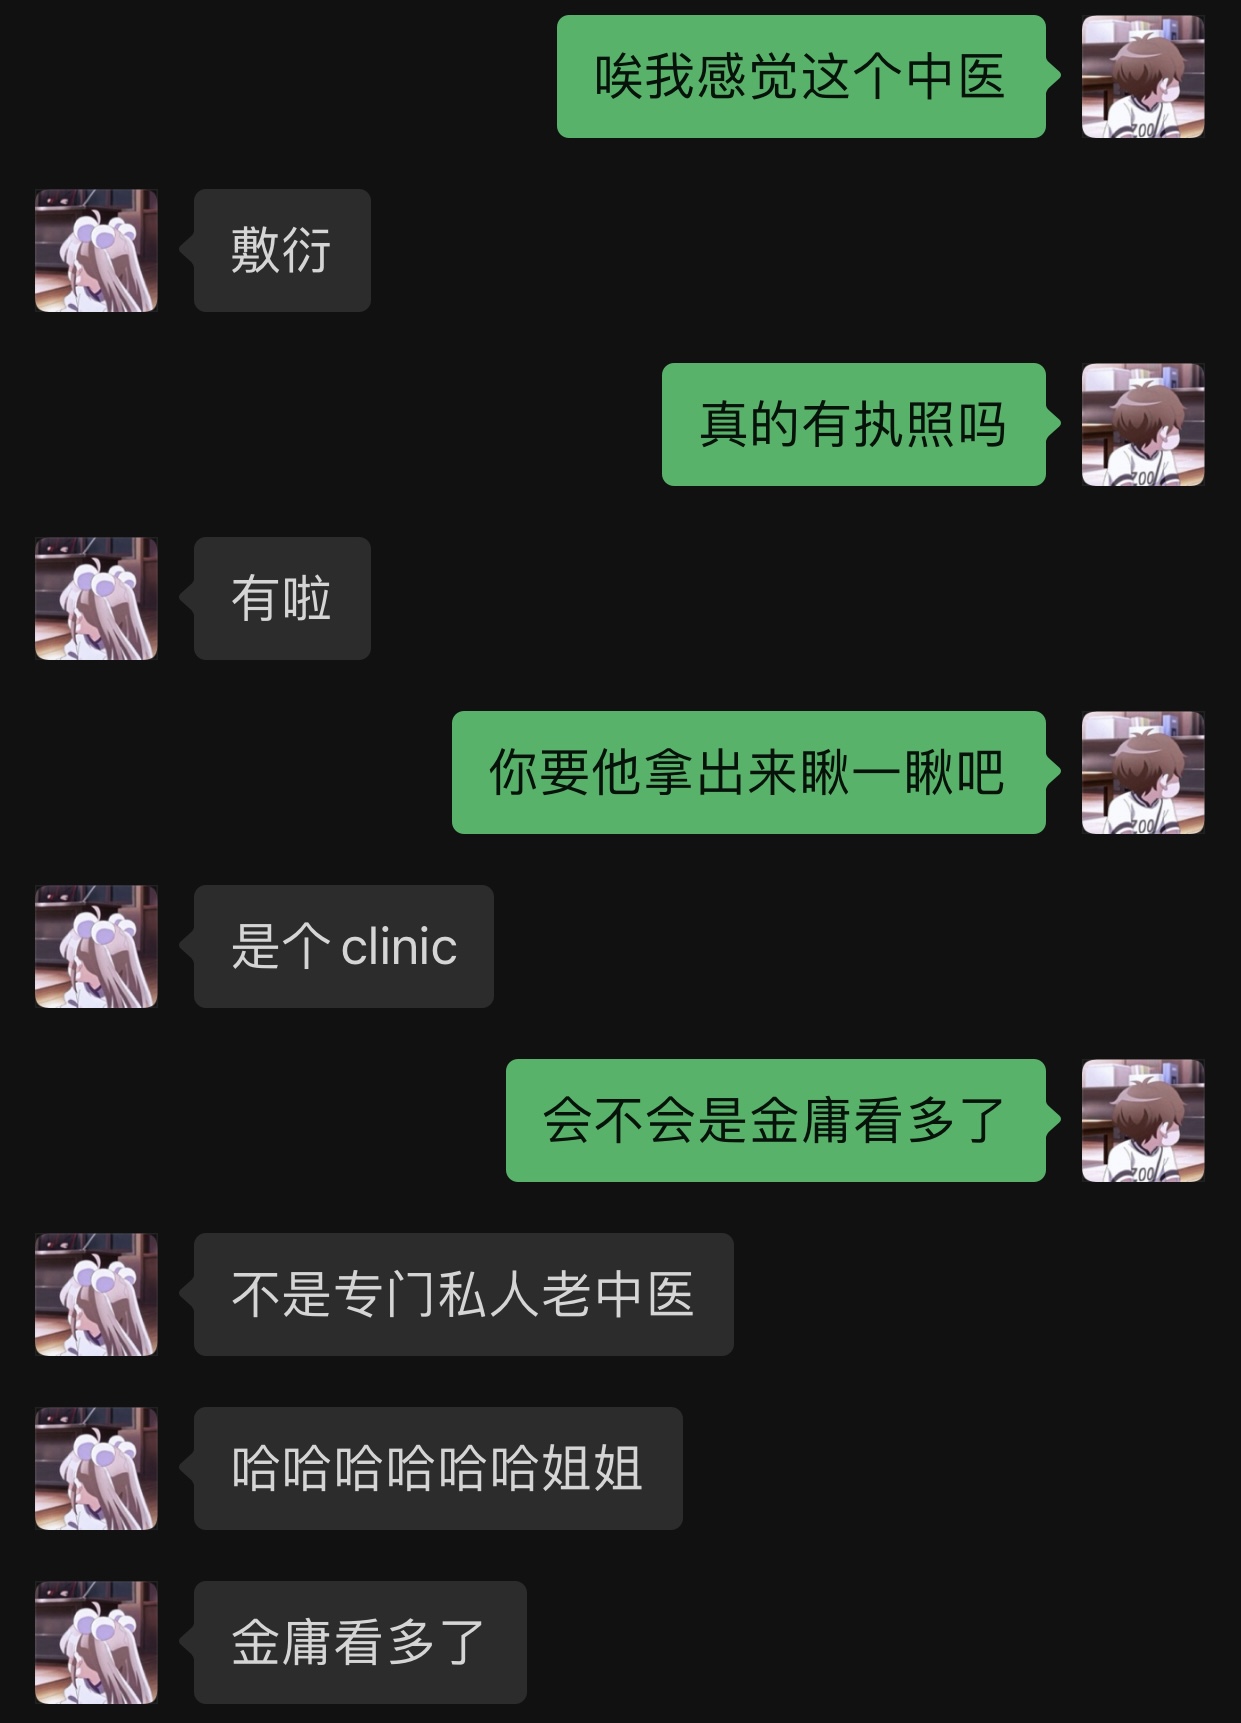 唉我感觉这个中医
敷衍
真的有执照吗
有啦
你要他拿出来瞅一瞅吧
是个 clinic
会不会是金庸看多了
不是专门私人老中医
哈哈哈哈哈哈姐姐
金庸看多了